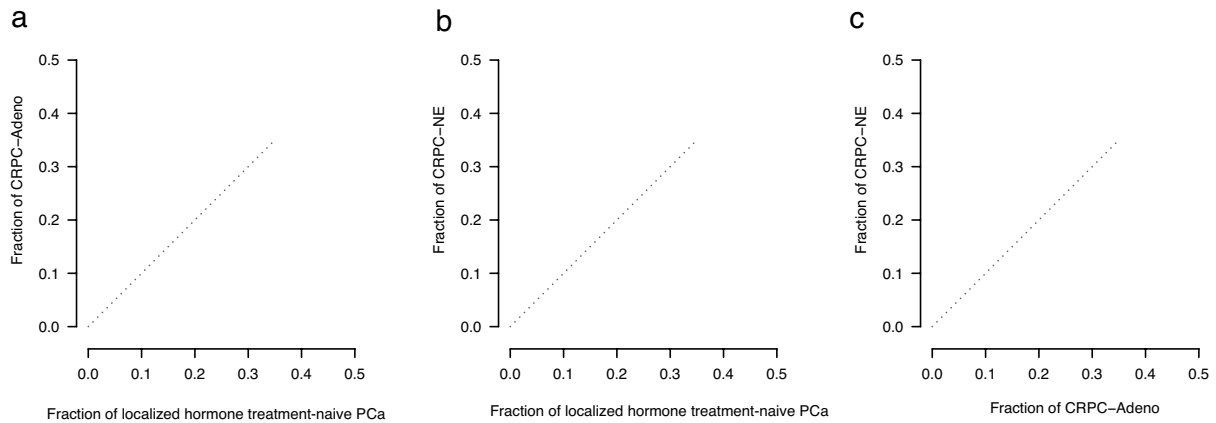 a
Fraction of CRPC−Adeno
0.5
0.4
0.3
0.2
0.1
0.0
0.0 0.1 0.2 0.3 0.4 0.5
Fraction of localized hormone treatment-naive PCa
b
Fraction of CRPC−NE
0.5
0.4
0.3
0.2
0.1
0.0
0.0 0.1 0.2 0.3 0.4 0.5
Fraction of localized hormone treatment-naive PCa
c
Fraction of CRPC−NE
0.5
0.4
0.3
0.2
0.1
0.0
0.0 0.1 0.2 0.3 0.4 0.5
Fraction of CRPC−Adeno